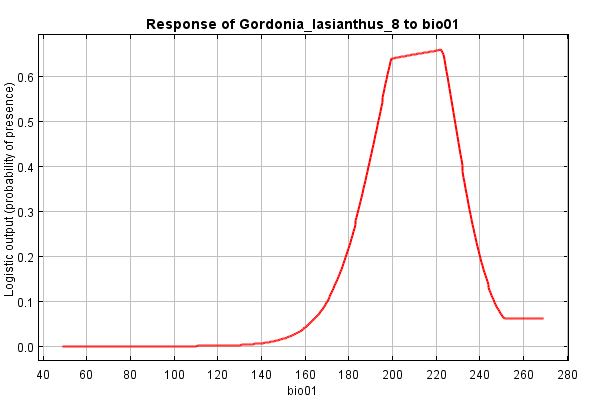 Response of Gordonia_lasianthus_8 to bio01
Logistic output (probability of presence)
0.6
0.5
0.4
0.3
0.2
0.1
0.0
40 60 80 100 120 140 160 180 200 220 240 260 280
bio01